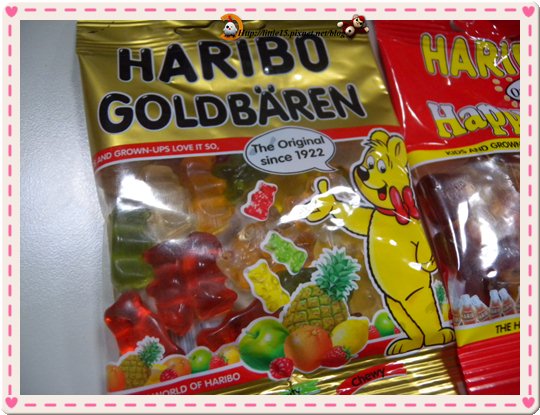 http://little15.pixnet.net/blog
HARIBO
GOLDBÄREN
AND GROWN-UPS LOVE IT SO,
The Original
since 1922
WORLD OF HARIBO
Chewy
HARIB
Happ
KIDS AND GROWN
THE H